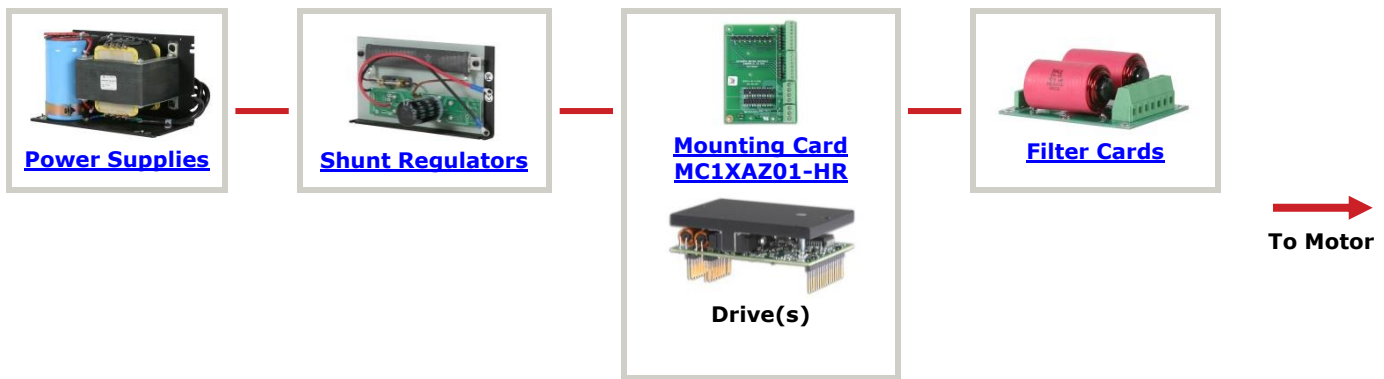 Power Supplies
Shunt Regulators
Mounting Card
MC1XAZ01-HR
Drive(s)
Filter Cards
To Motor